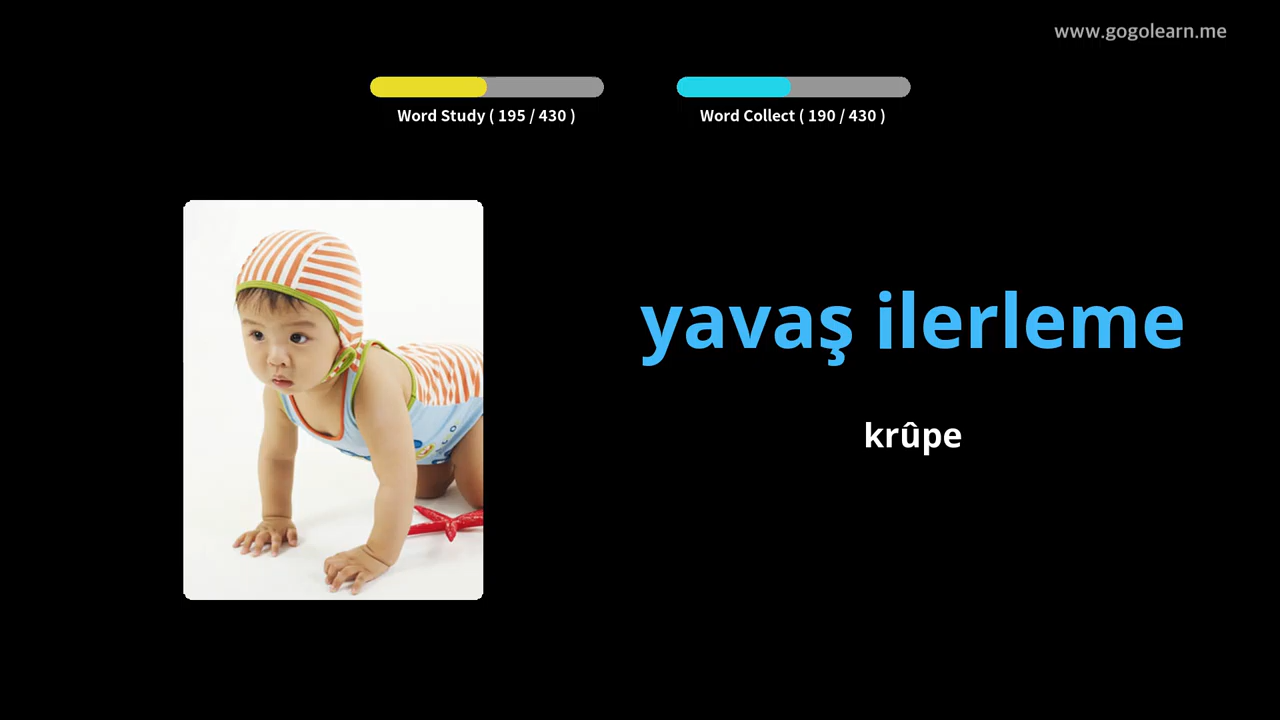 www.gogolearn.me
Word Study ( 195 / 430 )
Word Collect ( 190 / 430 )
yavaş ilerleme
krûpe